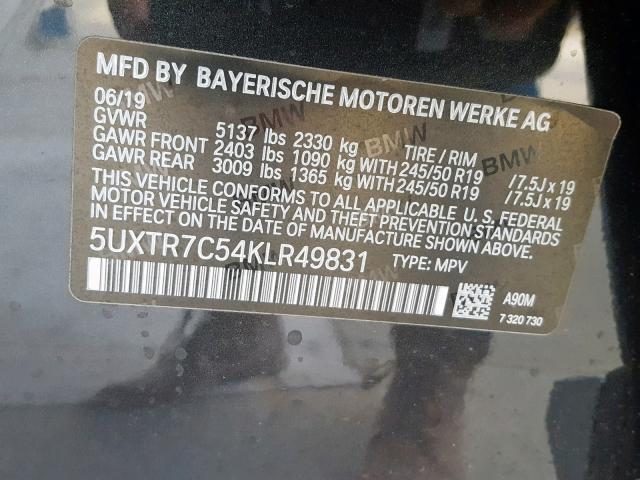 MFD BY BAYERISCHE MOTOREN WERKE AG
06/19
GVWR 5137 lbs 2330 kg TIRE / RIM
GAWR FRONT 2403 lbs 1090 kg WITH 245/50 R19 /7.5J x 19
GAWR REAR 3009 lbs 1365 kg WITH 245/50 R19 /7.5J x 19
THIS VEHICLE CONFORMS TO ALL APPLICABLE U.S. FEDERAL
MOTOR VEHICLE SAFETY AND THEFT PREVENTION STANDARDS
IN EFFECT ON THE DATE OF MANUFACTURE SHOWN ABOVE.
5UXTR7C54KLR49831 TYPE: MPV
A90M
7 320 730